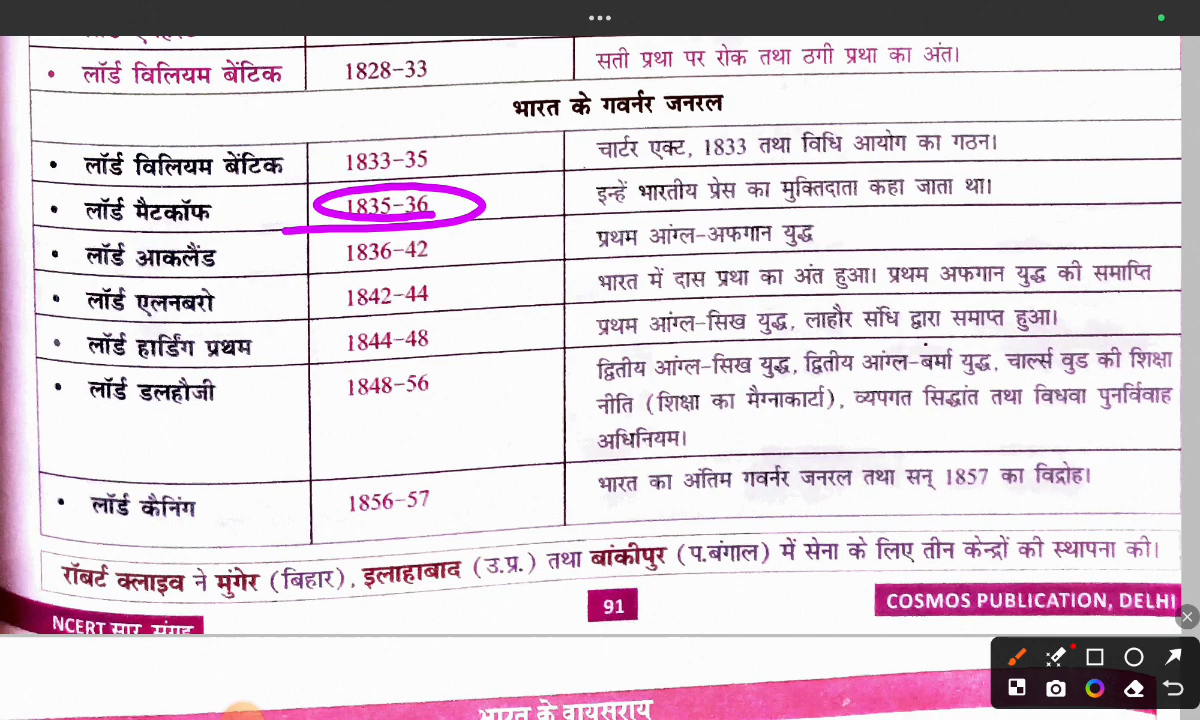 • लॉर्ड विलियम बेंटिक 1828-33 सती प्रथा पर रोक तथा ठगी प्रथा का अंत।
भारत के गवर्नर जनरल
• लॉर्ड विलियम बेंटिक 1833-35 चार्टर एक्ट, 1833 तथा विधि आयोग का गठन।
• लॉर्ड मैटकॉफ 1835-36 इन्हें भारतीय प्रेस का मुक्तिदाता कहा जाता था।
• लॉर्ड आकलैंड 1836-42 प्रथम आंग्ल-अफगान युद्ध
• लॉर्ड एलनबरो 1842-44 भारत में दास प्रथा का अंत हुआ। प्रथम अफगान युद्ध की समाप्ति
• लॉर्ड हार्डिंग प्रथम 1844-48 प्रथम आंग्ल-सिख युद्ध, लाहौर संधि द्वारा समाप्त हुआ।
• लॉर्ड डलहौजी 1848-56 द्वितीय आंग्ल-सिख युद्ध, द्वितीय आंग्ल-बर्मा युद्ध, चार्ल्स वुड की शिक्षा
नीति (शिक्षा का मैग्नाकार्टा), व्यपगत सिद्धांत तथा विधवा पुनर्विवाह
अधिनियम।
• लॉर्ड कैनिंग 1856-57 भारत का अंतिम गवर्नर जनरल तथा सन् 1857 का विद्रोह।
रॉबर्ट क्लाइव ने मुंगेर (बिहार), इलाहाबाद (उ.प्र.) तथा बांकीपुर (प.बंगाल) में सेना के लिए तीन केन्द्रों की स्थापना की।
91
COSMOS PUBLICATION, DELHI
NCERT सार संग्रह
भारत के वायसराय